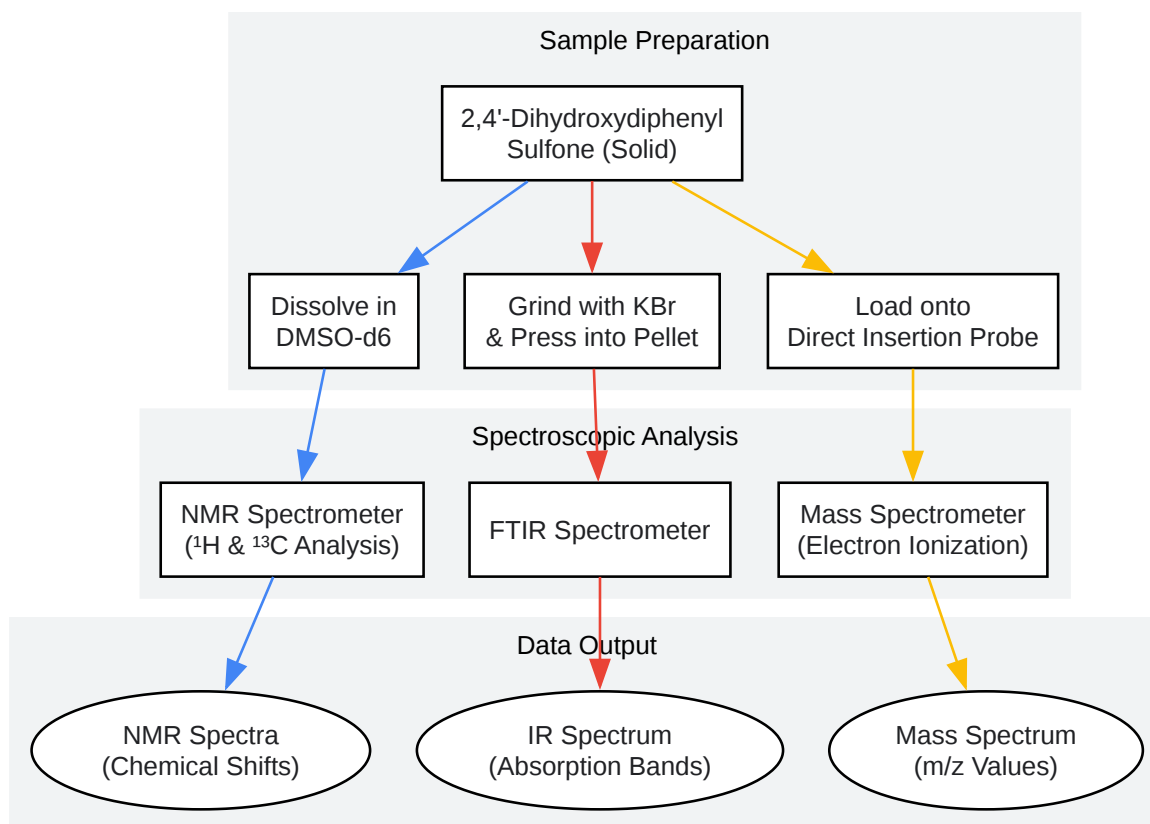 Sample Preparation
2,4'-Dihydroxydiphenyl
Sulfone (Solid)
Dissolve in
DMSO-d6
Grind with KBr
& Press into Pellet
Load onto
Direct Insertion Probe
Spectroscopic Analysis
NMR Spectrometer
(¹H & ¹³C Analysis)
FTIR Spectrometer
Mass Spectrometer
(Electron Ionization)
Data Output
NMR Spectra
(Chemical Shifts)
IR Spectrum
(Absorption Bands)
Mass Spectrum
(m/z Values)